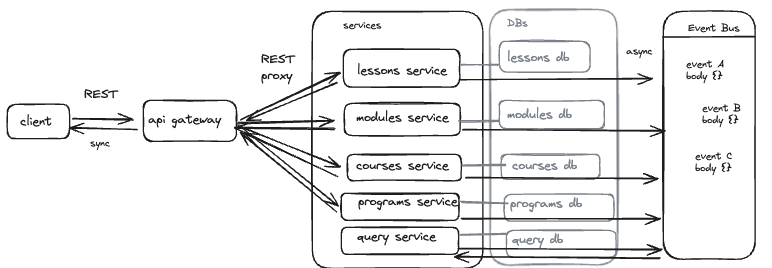 services
DBs
Event Bus
REST
proxy
lessons service
lessons db
async
event A
body {}
REST
client
sync
api gateway
modules service
modules db
event B
body {}
courses service
courses db
event C
body {}
programs service
programs db
query service
query db